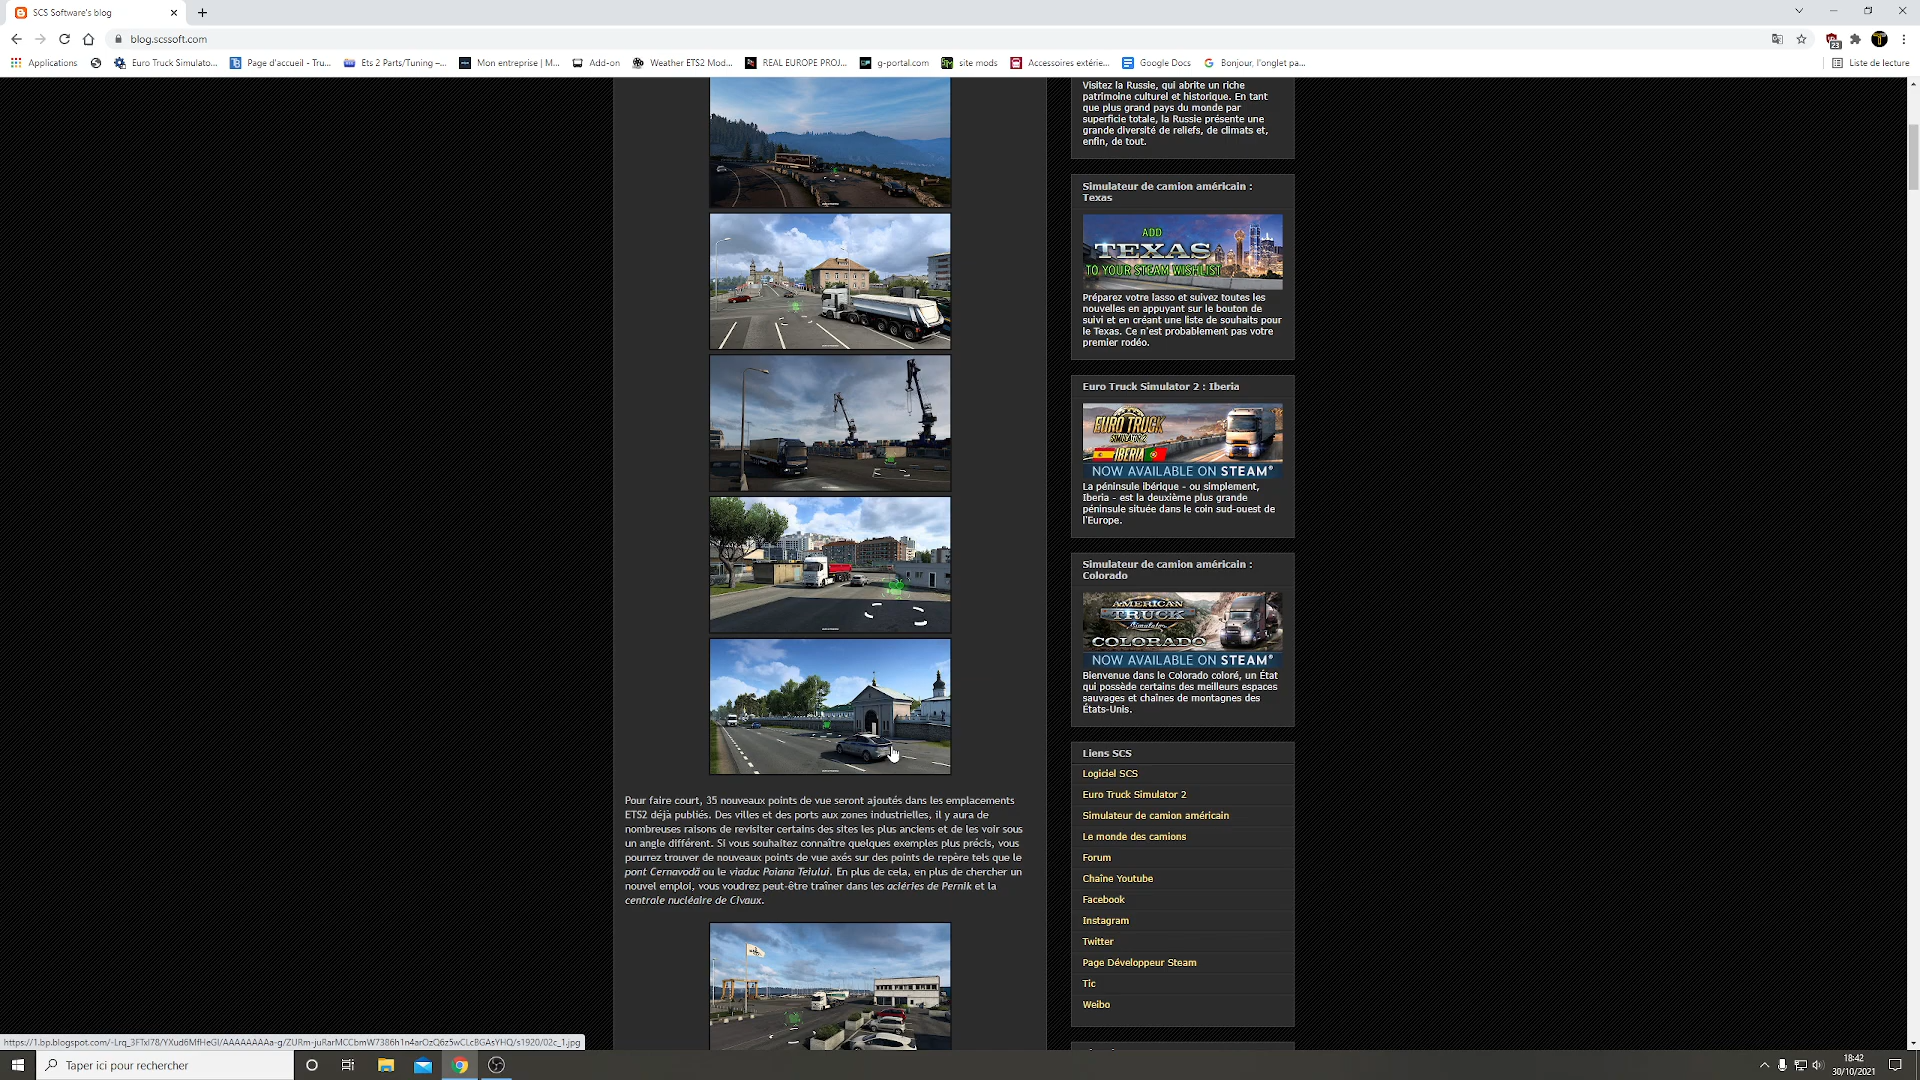 SCS Software's blog
blog.scssoft.com
23
Applications
Euro Truck Simulato...
Page d'accueil - Tru...
Ets 2 Parts/Tuning –...
Mon entreprise | M...
Add-on
Weather ETS2 Mod...
REAL EUROPE PROJ...
g-portal.com
site mods
Accessoires extérie...
Google Docs
Bonjour, l'onglet pa...
Liste de lecture
Pour faire court, 35 nouveaux points de vue seront ajoutés dans les emplacements
ETS2 déjà publiés. Des villes et des ports aux zones industrielles, il y aura de
nombreuses raisons de revisiter certains des sites les plus anciens et de les voir sous
un angle différent. Si vous souhaitez connaître quelques exemples plus précis, vous
pourrez trouver de nouveaux points de vue axés sur des points de repère tels que le
pont Cernavodă ou le viaduc Poiana Teiului. En plus de cela, en plus de chercher un
nouvel emploi, vous voudrez peut-être traîner dans les aciéries de Pernik et la
centrale nucléaire de Civaux.
Visitez la Russie, qui abrite un riche
patrimoine culturel et historique. En tant
que plus grand pays du monde par
superficie totale, la Russie présente une
grande diversité de reliefs, de climats et,
enfin, de tout.
Simulateur de camion américain :
Texas
ADD
TEXAS
TO YOUR STEAM WISHLIST
Préparez votre lasso et suivez toutes les
nouvelles en appuyant sur le bouton de
suivi et en créant une liste de souhaits pour
le Texas. Ce n'est probablement pas votre
premier rodéo.
Euro Truck Simulator 2 : Iberia
EURO TRUCK
SIMULATOR 2
IBERIA
NOW AVAILABLE ON STEAM®
La péninsule ibérique - ou simplement,
Iberia - est la deuxième plus grande
péninsule située dans le coin sud-ouest de
l'Europe.
Simulateur de camion américain :
Colorado
AMERICAN
TRUCK
Simulator
COLORADO
NOW AVAILABLE ON STEAM®
Bienvenue dans le Colorado coloré, un État
qui possède certains des meilleurs espaces
sauvages et chaînes de montagnes des
États-Unis.
Liens SCS
Logiciel SCS
Euro Truck Simulator 2
Simulateur de camion américain
Le monde des camions
Forum
Chaîne Youtube
Facebook
Instagram
Twitter
Page Développeur Steam
Tic
Weibo
Taper ici pour rechercher
18:42
30/10/2021